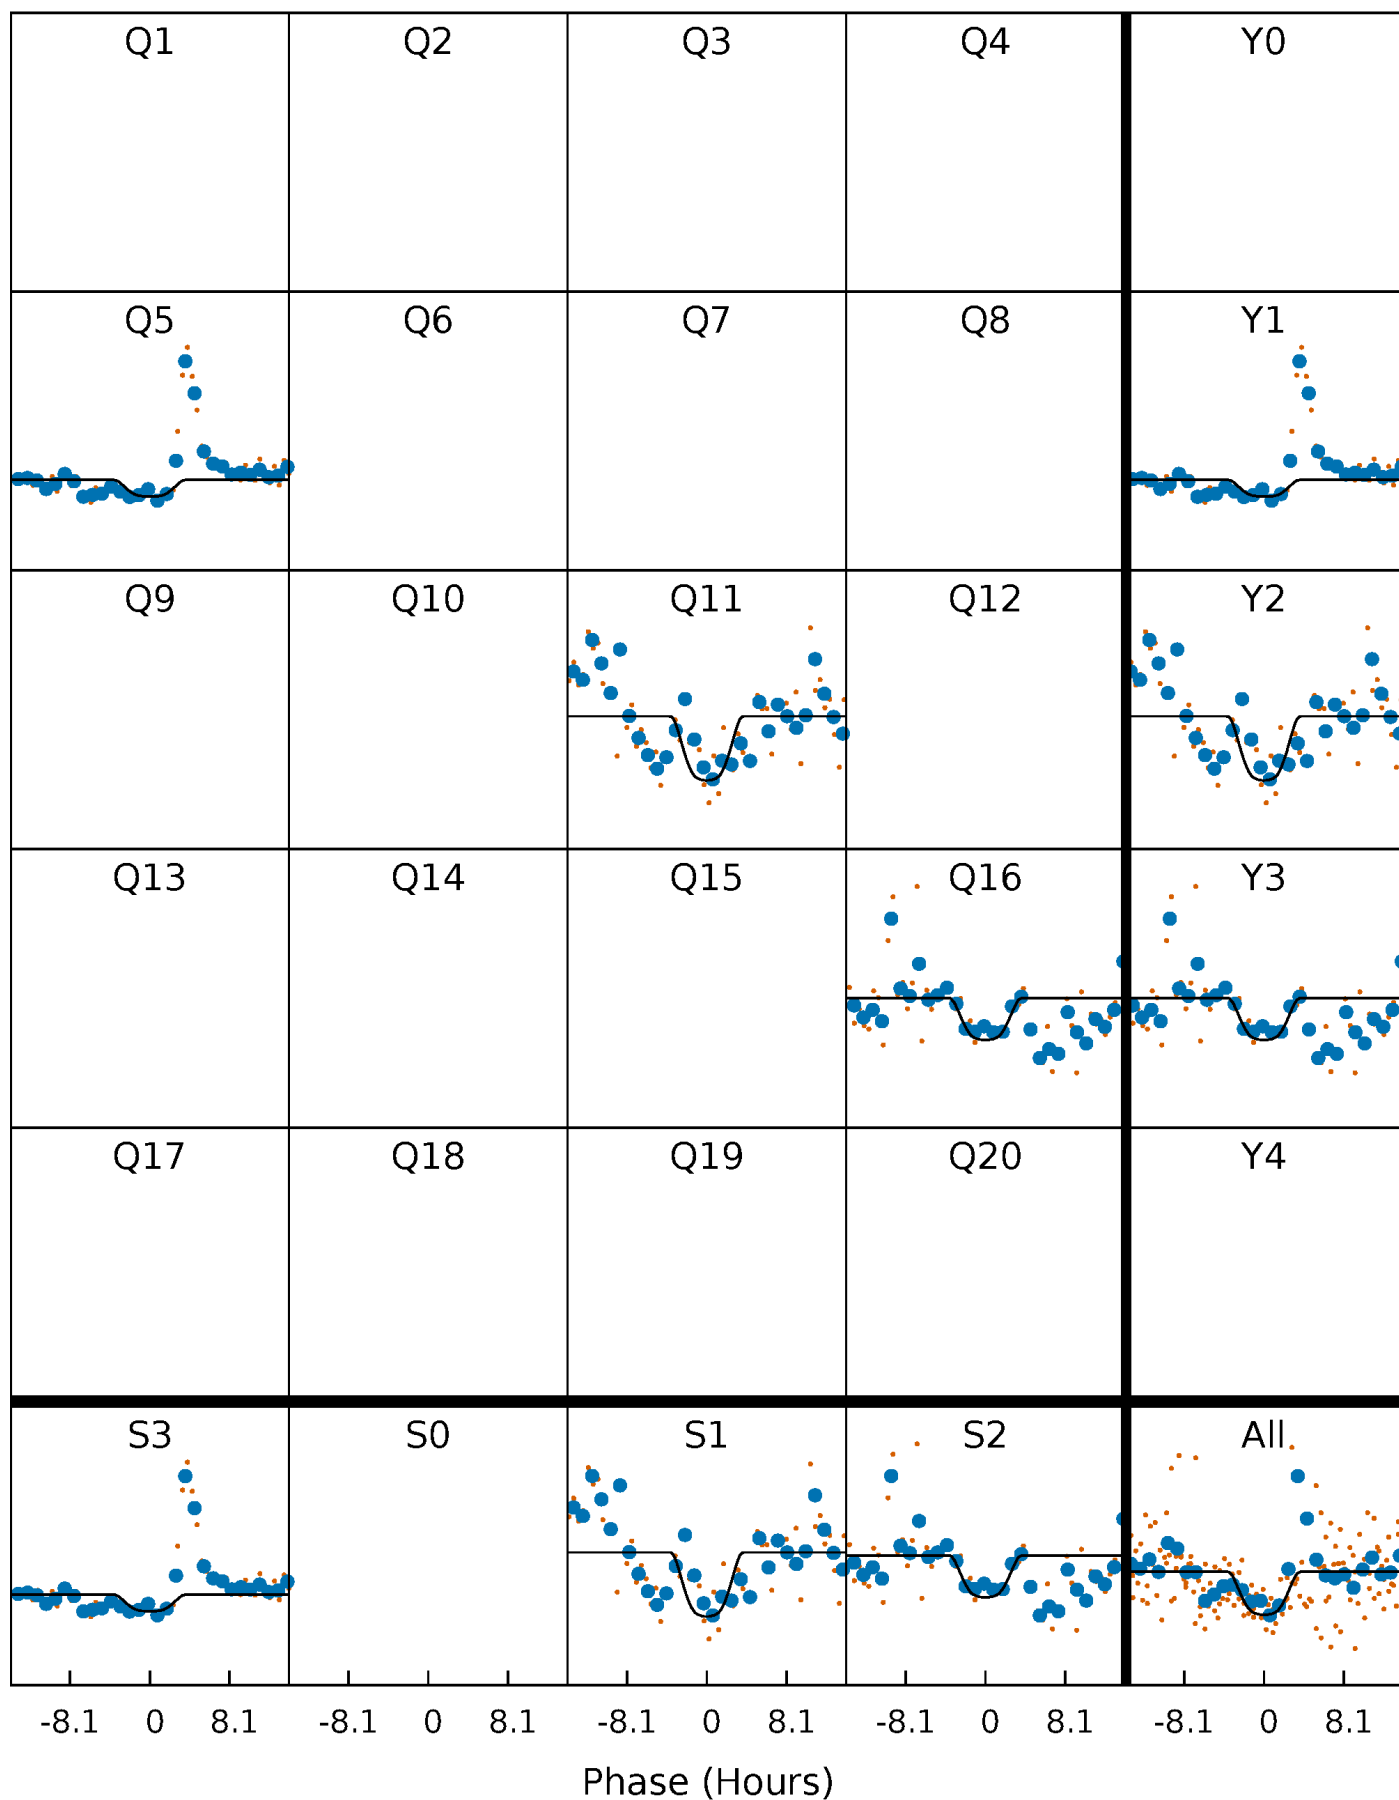 Q1 Q2 Q3 Q4 Y0
Q5 Q6 Q7 Q8 Y1
Q9 Q10 Q11 Q12 Y2
Q13 Q14 Q15 Q16 Y3
Q17 Q18 Q19 Q20 Y4
S3 S0 S1 S2 All
-8.1 0 8.1 -8.1 0 8.1 -8.1 0 8.1 -8.1 0 8.1 -8.1 0 8.1
Phase (Hours)